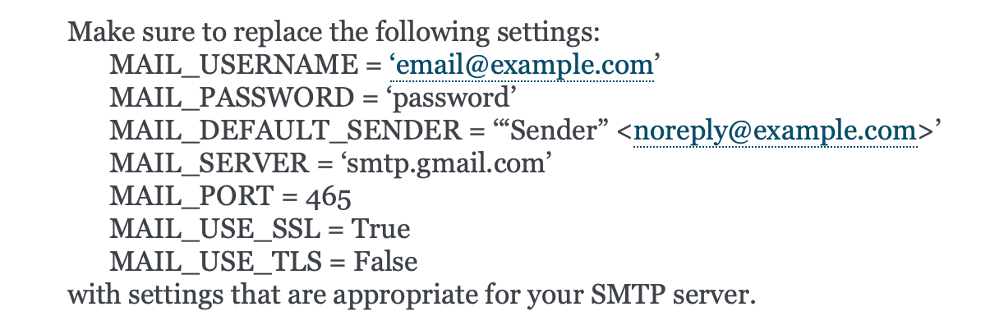 Make sure to replace the following settings:
MAIL_USERNAME = ‘email@example.com’
MAIL_PASSWORD = ‘password’
MAIL_DEFAULT_SENDER = ‘“Sender” <noreply@example.com>’
MAIL_SERVER = ‘smtp.gmail.com’
MAIL_PORT = 465
MAIL_USE_SSL = True
MAIL_USE_TLS = False
with settings that are appropriate for your SMTP server.